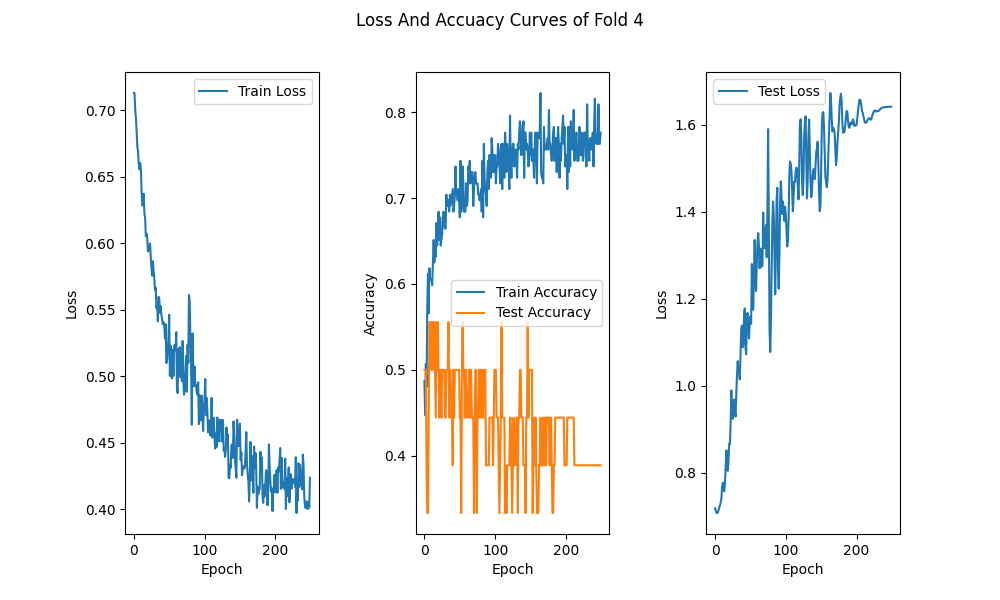 Loss And Accuacy Curves of Fold 4
Train Loss
0.70
0.65
0.60
0.55
0.50
0.45
0.40
Loss
0
100
200
Epoch
Train Accuracy
Test Accuracy
0.8
0.7
0.6
0.5
0.4
Accuracy
0
100
200
Epoch
Test Loss
1.6
1.4
1.2
1.0
0.8
Loss
0
100
200
Epoch